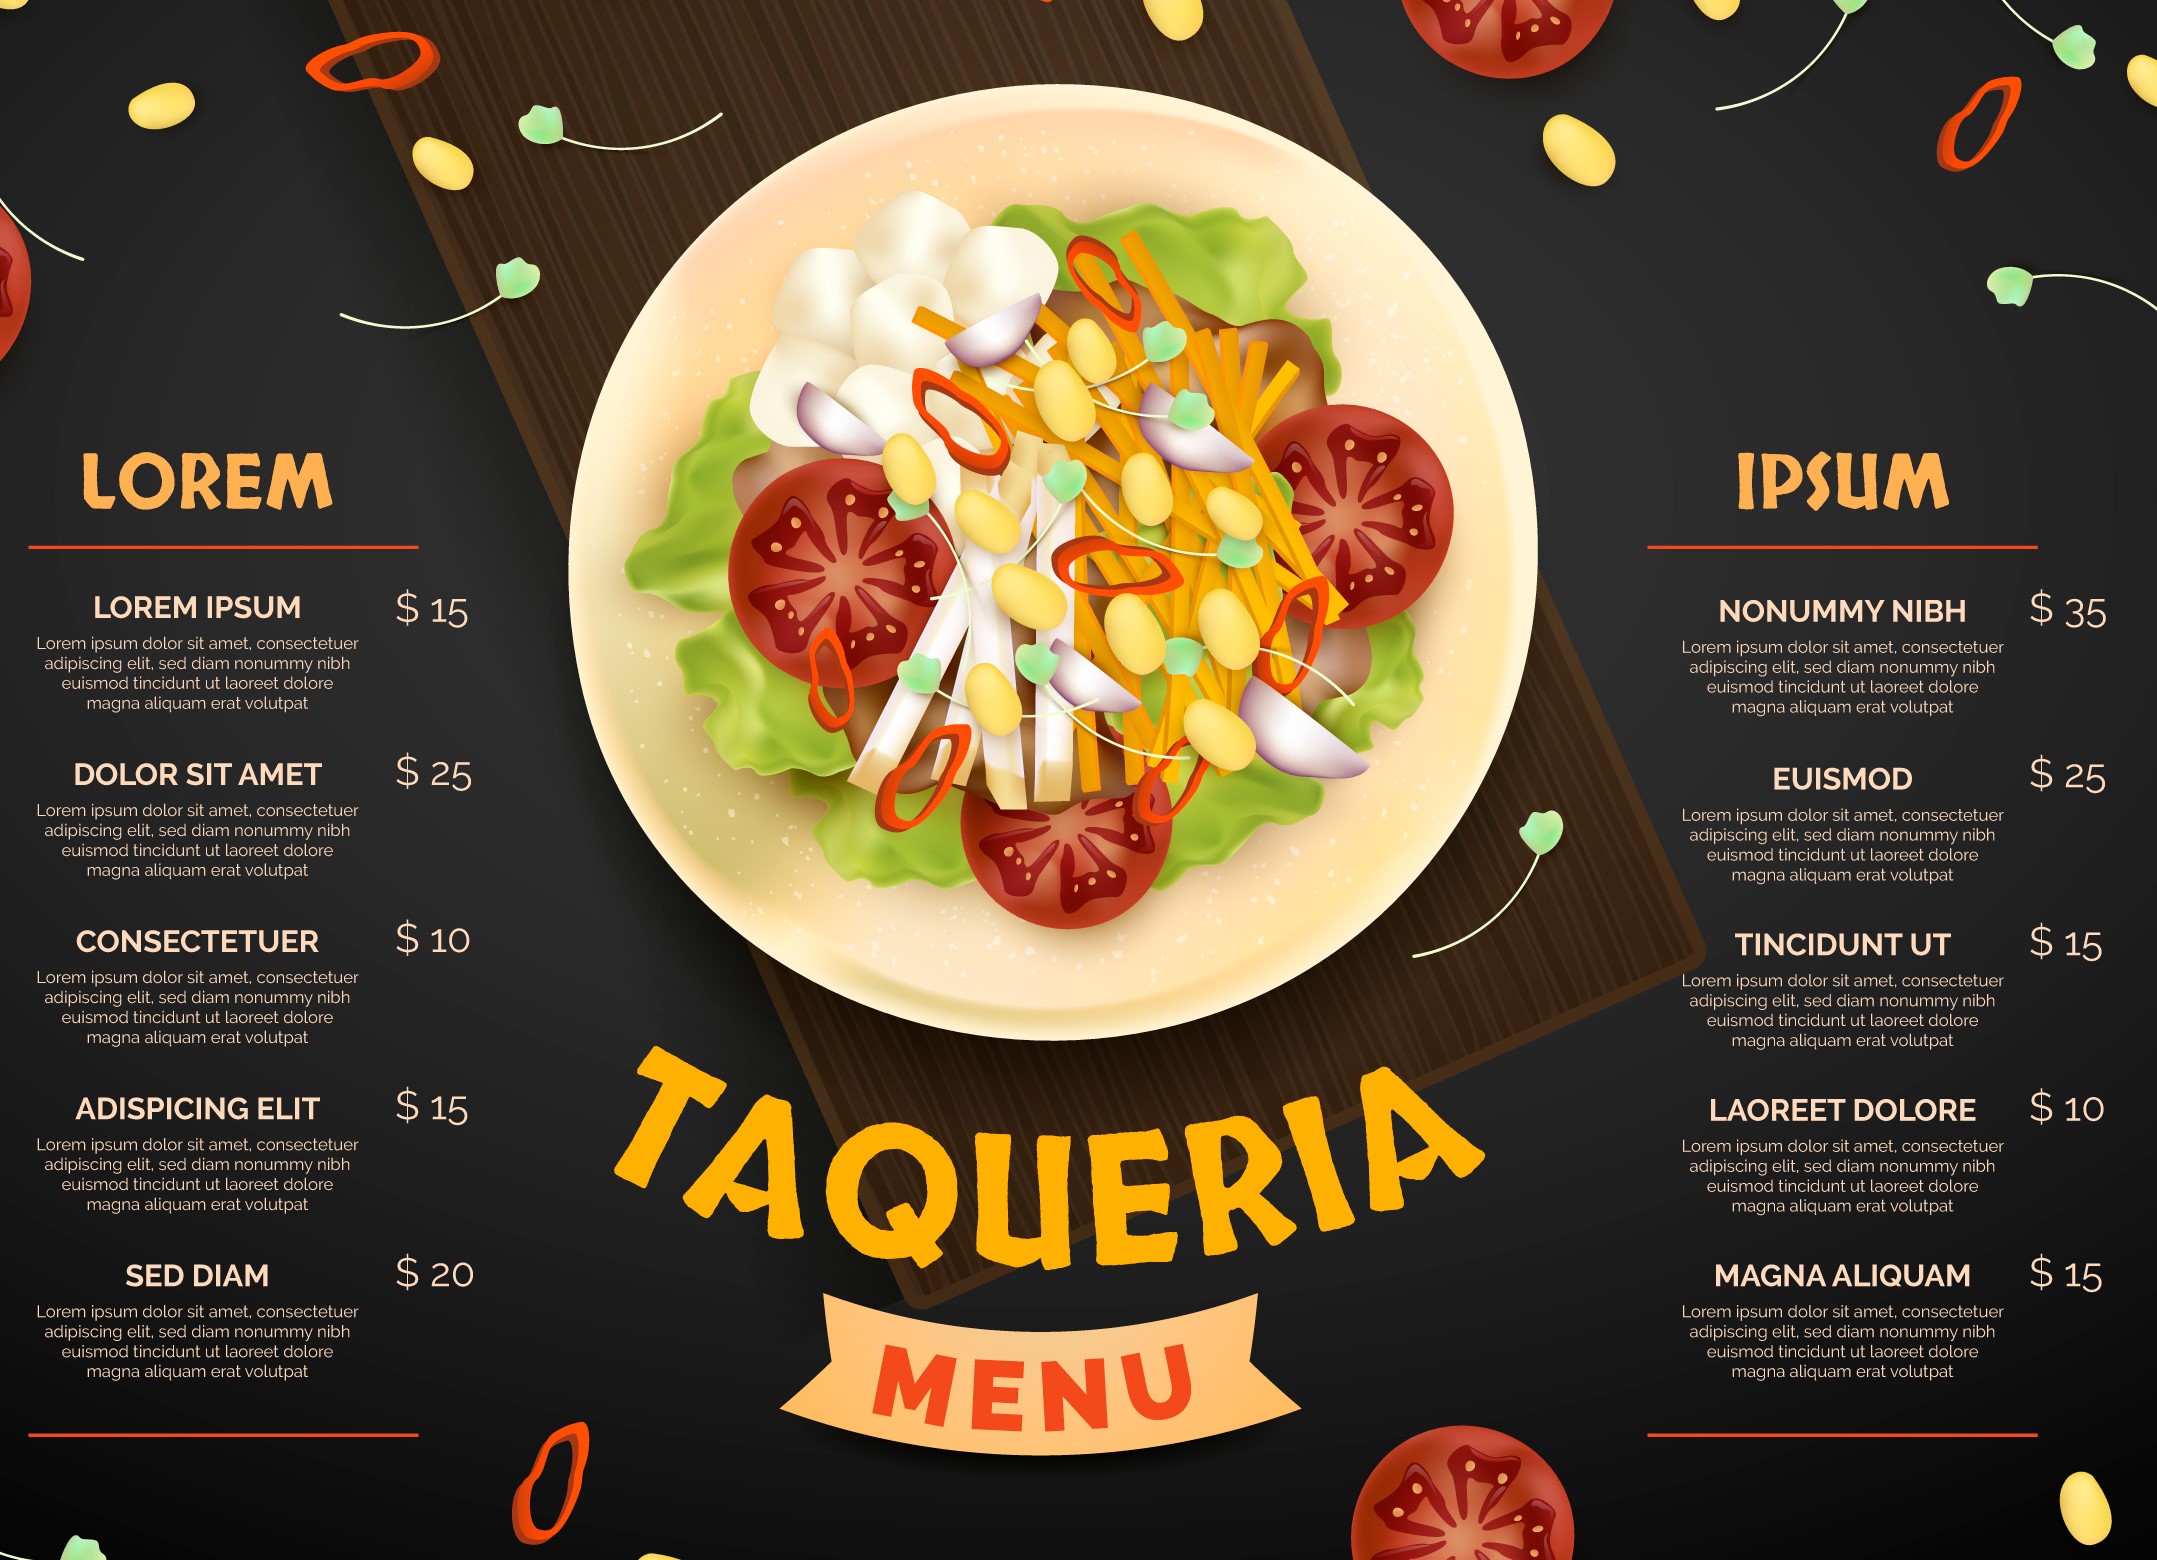 LOREM
LOREM IPSUM $ 15
Lorem ipsum dolor sit amet, consectetuer
adipiscing elit, sed diam nonummy nibh
euismod tincidunt ut laoreet dolore
magna aliquam erat volutpat
DOLOR SIT AMET $ 25
Lorem ipsum dolor sit amet, consectetuer
adipiscing elit, sed diam nonummy nibh
euismod tincidunt ut laoreet dolore
magna aliquam erat volutpat
CONSECTETUER $ 10
Lorem ipsum dolor sit amet, consectetuer
adipiscing elit, sed diam nonummy nibh
euismod tincidunt ut laoreet dolore
magna aliquam erat volutpat
ADISPICING ELIT $ 15
Lorem ipsum dolor sit amet, consectetuer
adipiscing elit, sed diam nonummy nibh
euismod tincidunt ut laoreet dolore
magna aliquam erat volutpat
SED DIAM $ 20
Lorem ipsum dolor sit amet, consectetuer
adipiscing elit, sed diam nonummy nibh
euismod tincidunt ut laoreet dolore
magna aliquam erat volutpat
TAQUERIA
MENU
IPSUM
NONUMMY NIBH $ 35
Lorem ipsum dolor sit amet, consectetuer
adipiscing elit, sed diam nonummy nibh
euismod tincidunt ut laoreet dolore
magna aliquam erat volutpat
EUISMOD $ 25
Lorem ipsum dolor sit amet, consectetuer
adipiscing elit, sed diam nonummy nibh
euismod tincidunt ut laoreet dolore
magna aliquam erat volutpat
TINCIDUNT UT $ 15
Lorem ipsum dolor sit amet, consectetuer
adipiscing elit, sed diam nonummy nibh
euismod tincidunt ut laoreet dolore
magna aliquam erat volutpat
LAOREET DOLORE $ 10
Lorem ipsum dolor sit amet, consectetuer
adipiscing elit, sed diam nonummy nibh
euismod tincidunt ut laoreet dolore
magna aliquam erat volutpat
MAGNA ALIQUAM $ 15
Lorem ipsum dolor sit amet, consectetuer
adipiscing elit, sed diam nonummy nibh
euismod tincidunt ut laoreet dolore
magna aliquam erat volutpat